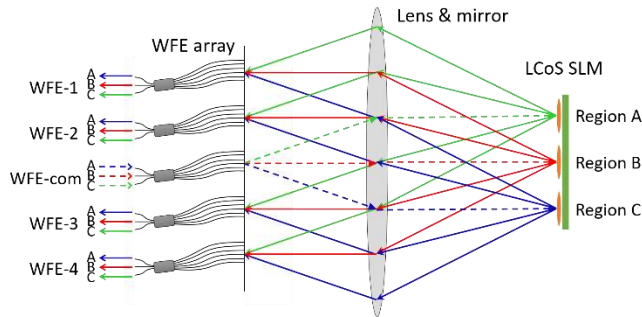 Lens & mirror
WFE array
LCoS SLM
WFE-1
A
B
C
WFE-2
A
B
C
WFE-com
A
B
C
WFE-3
A
B
C
WFE-4
A
B
C
Region A
Region B
Region C